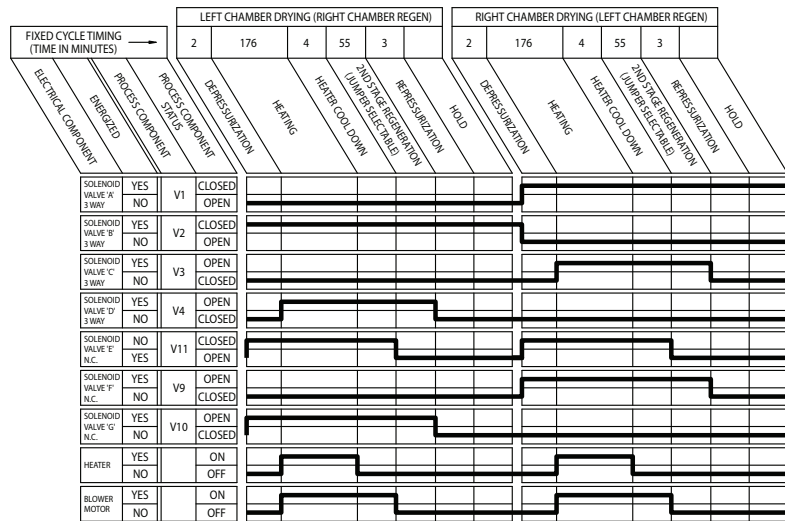 LEFT CHAMBER DRYING (RIGHT CHAMBER REGEN)
RIGHT CHAMBER DRYING (LEFT CHAMBER REGEN)
FIXED CYCLE TIMING
(TIME IN MINUTES)
2 176 4 55 3
2 176 4 55 3
ELECTRICAL COMPONENT
ENERGIZED
PROCESS COMPONENT
PROCESS COMPONENT
STATUS
DEPRESSURIZATION
HEATING
HEATER COOL DOWN
2ND STAGE REGENERATION
(JUMPER SELECTABLE)
REPRESSURIZATION
HOLD
DEPRESSURIZATION
HEATING
HEATER COOL DOWN
2ND STAGE REGENERATION
(JUMPER SELECTABLE)
REPRESSURIZATION
HOLD
SOLENOID
VALVE 'A'
3 WAY
YES
NO
V1
CLOSED
OPEN
SOLENOID
VALVE 'B'
3 WAY
YES
NO
V2
CLOSED
OPEN
SOLENOID
VALVE 'C'
3 WAY
YES
NO
V3
OPEN
CLOSED
SOLENOID
VALVE 'D'
3 WAY
YES
NO
V4
OPEN
CLOSED
SOLENOID
VALVE 'E'
N.C.
NO
YES
V11
CLOSED
OPEN
SOLENOID
VALVE 'F'
N.C.
YES
NO
V9
OPEN
CLOSED
SOLENOID
VALVE 'G'
N.C.
YES
NO
V10
OPEN
CLOSED
HEATER
YES
NO
ON
OFF
BLOWER
MOTOR
YES
NO
ON
OFF